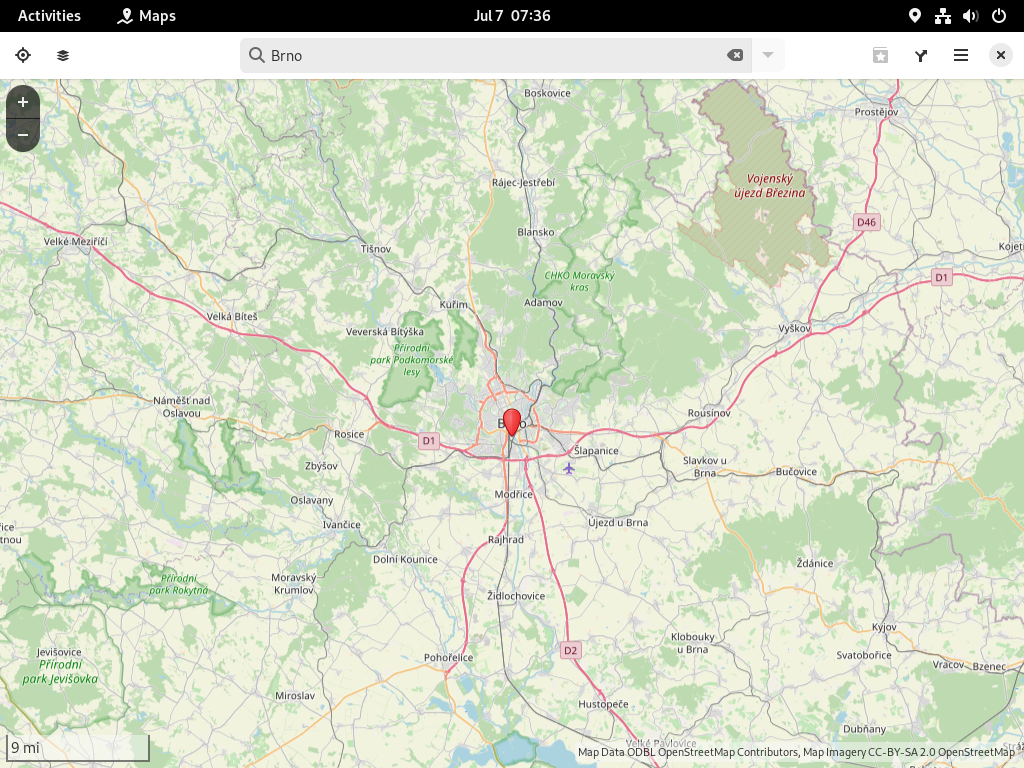 Activities
Maps
Jul 7 07:36
Brno
+
−
Boskovice
Prostějov
Rájec-Jestřebí
Vojenský
újezd Březina
D46
Blansko
Velké Meziříčí
Tišnov
CHKO Moravský
kras
D1
Adamov
Kuřim
Velká Bíteš
Veverská Bítýška
Vyškov
Přírodní
park Podkomorské
lesy
Náměšť nad
Oslavou
Rousínov
Rosice
D1
Šlapanice
Zbýšov
Slavkov u
Brna
Bučovice
Oslavany
Modřice
Ivančice
Újezd u Brna
Rajhrad
Dolní Kounice
Ždánice
Moravský
Krumlov
Přírodní
park Rokytná
Židlochovice
Kyjov
Klobouky
u Brna
Jevišovice
Přírodní
park Jevišovka
Pohořelice
D2
Svatobořice
Vracov
Bzenec
Miroslav
Hustopeče
Dubňany
Velké Pavlovice
9 mi
Map Data ODBL OpenStreetMap Contributors, Map Imagery CC-BY-SA 2.0 OpenStreetMap